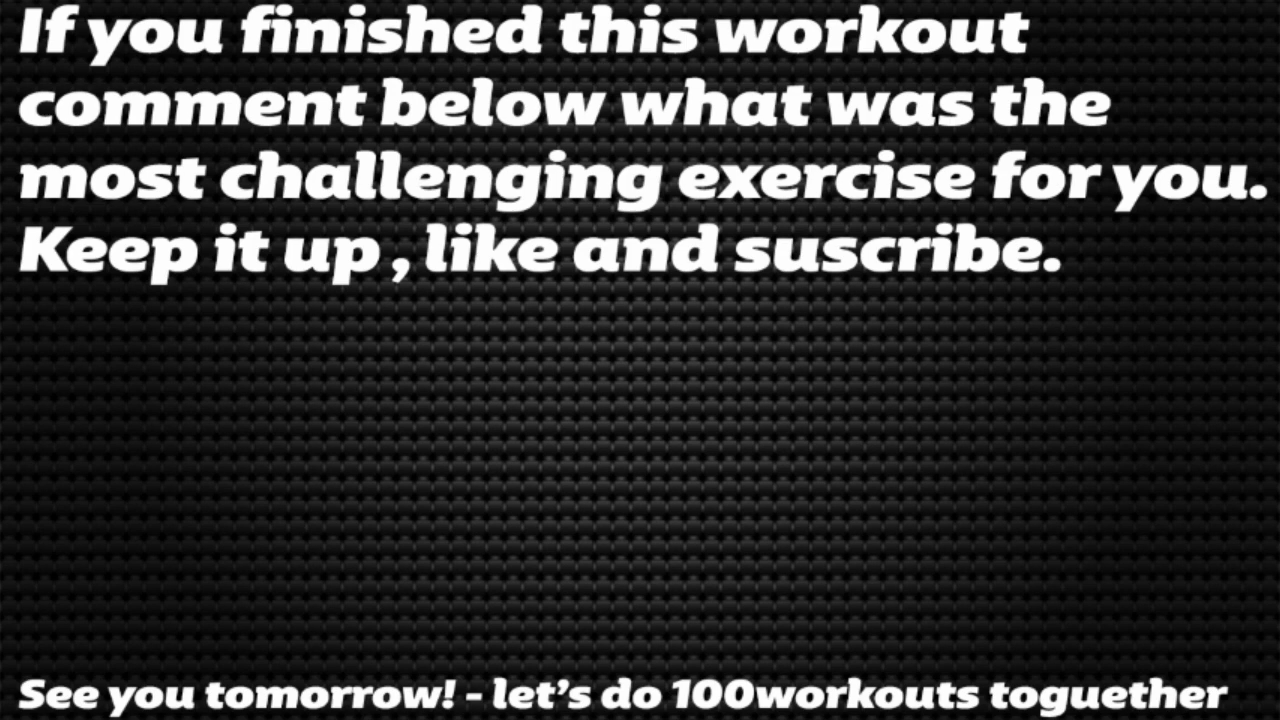 If you finished this workout
comment below what was the
most challenging exercise for you.
Keep it up , like and suscribe.
See you tomorrow! - let’s do 100workouts toguether